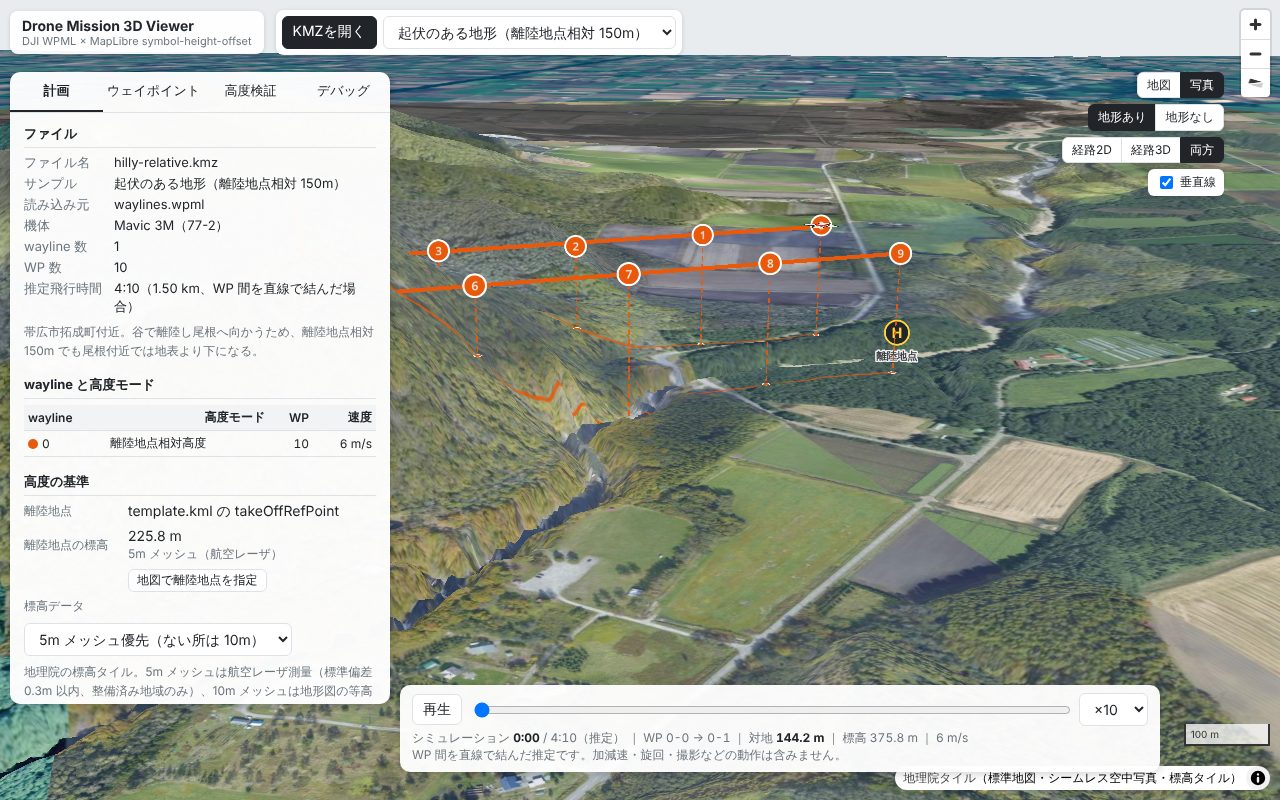 Drone Mission 3D Viewer
DJI WPML × MapLibre symbol-height-offset
KMZを開く
起伏のある地形（離陸地点相対 150m）
計画
ウェイポイント
高度検証
デバッグ
ファイル
ファイル名 hilly-relative.kmz
サンプル 起伏のある地形（離陸地点相対 150m）
読み込み元 waylines.wpml
機体 Mavic 3M（77-2）
wayline 数 1
WP 数 10
推定飛行時間 4:10（1.50 km、WP 間を直線で結んだ場
合）
帯広市拓成町付近。谷で離陸し尾根へ向かうため、離陸地点相対
150m でも尾根付近では地表より下になる。
wayline と高度モード
wayline 高度モード WP 速度
0 離陸地点相対高度 10 6 m/s
高度の基準
離陸地点 template.kml の takeOffRefPoint
離陸地点の標高 225.8 m
5m メッシュ（航空レーザ）
地図で離陸地点を指定
標高データ
5m メッシュ優先（ない所は 10m）
地理院の標高タイル。5m メッシュは航空レーザ測量（標準偏差
0.3m 以内、整備済み地域のみ）、10m メッシュは地形図の等高
地図 写真
地形あり 地形なし
経路2D 経路3D 両方
垂直線
3
2
1
9
8
7
6
H
離陸地点
再生
×10
シミュレーション 0:00 / 4:10（推定） ｜ WP 0-0 → 0-1 ｜ 対地 144.2 m ｜ 標高 375.8 m ｜ 6 m/s
WP 間を直線で結んだ推定です。加減速・旋回・撮影などの動作は含みません。
100 m
地理院タイル（標準地図・シームレス空中写真・標高タイル）